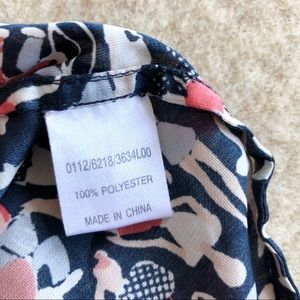 0112/6218/3634L00
100% POLYESTER
MADE IN CHINA